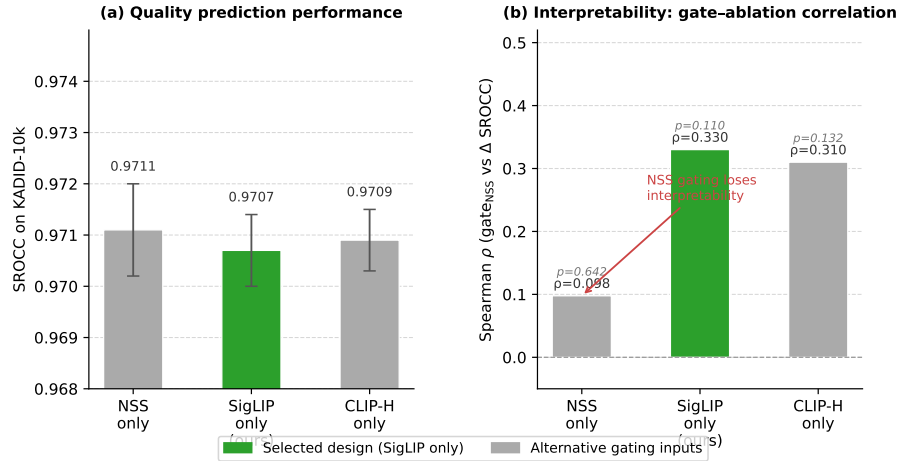 (a) Quality prediction performance
SROCC on KADID-10k
0.974
0.973
0.972
0.971
0.970
0.969
0.968
0.9711
0.9707
0.9709
NSS
only
SigLIP
only
(ours)
CLIP-H
only
(b) Interpretability: gate–ablation correlation
Spearman ρ (gate_NSS vs Δ SROCC)
0.5
0.4
0.3
0.2
0.1
0.0
p=0.642
ρ=0.098
p=0.110
ρ=0.330
p=0.132
ρ=0.310
NSS gating loses
interpretability
NSS
only
SigLIP
only
(ours)
CLIP-H
only
Selected design (SigLIP only)
Alternative gating inputs